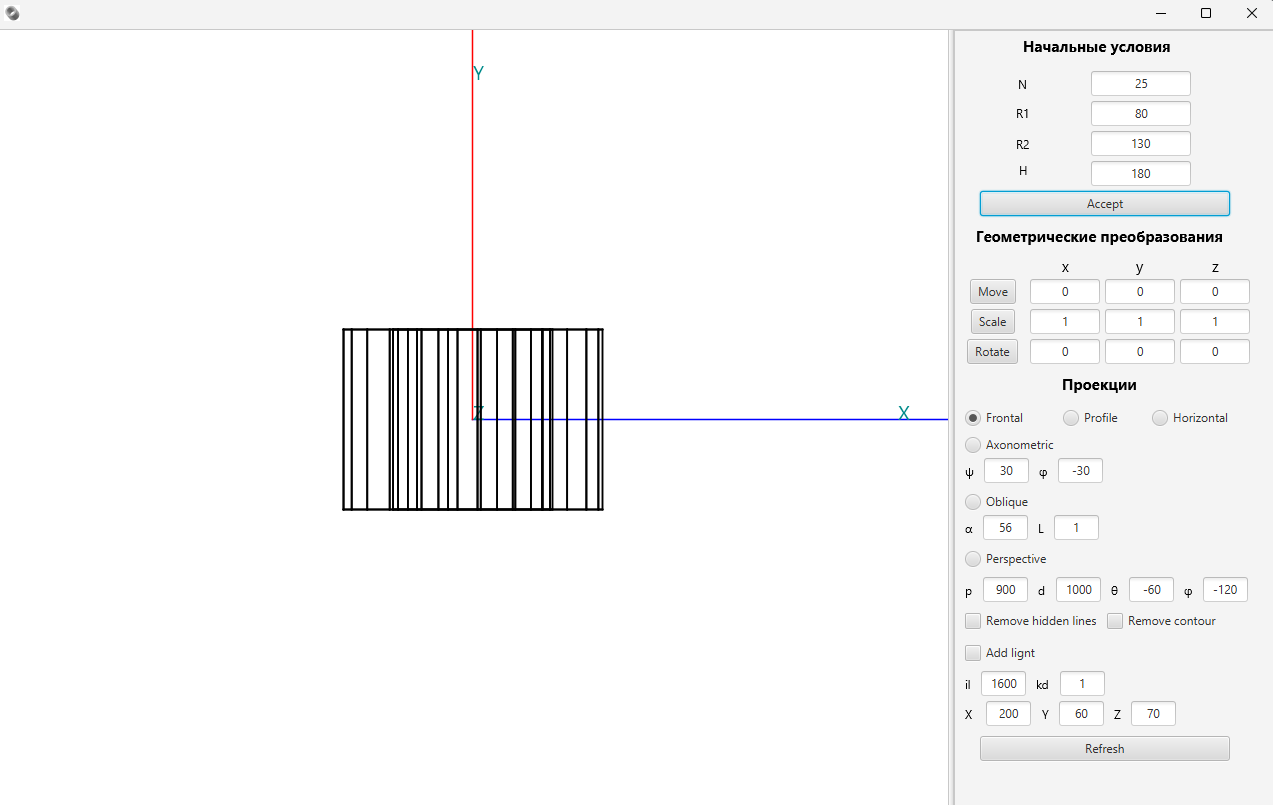 Y
Z
X
Начальные условия
N 25
R1 80
R2 130
H 180
Accept
Геометрические преобразования
x y z
Move 0 0 0
Scale 1 1 1
Rotate 0 0 0
Проекции
Frontal Profile Horizontal
Axonometric
ψ 30 φ -30
Oblique
α 56 L 1
Perspective
p 900 d 1000 θ -60 φ -120
Remove hidden lines Remove contour
Add lignt
il 1600 kd 1
X 200 Y 60 Z 70
Refresh